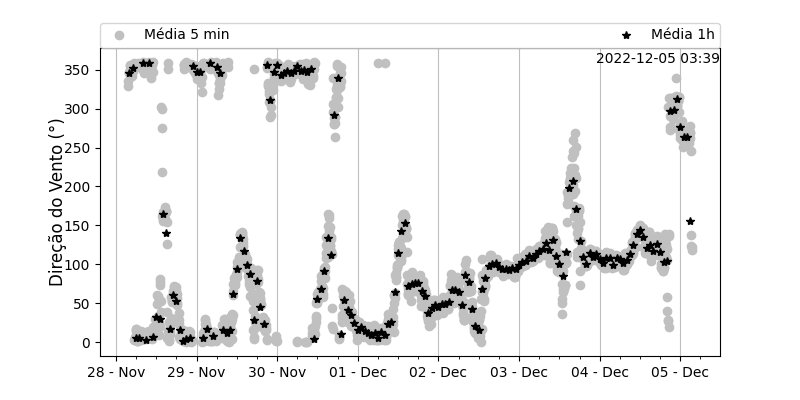 Média 5 min
Média 1h
2022-12-05 03:39
Direção do Vento (°)
350
300
250
200
150
100
50
0
28 - Nov
29 - Nov
30 - Nov
01 - Dec
02 - Dec
03 - Dec
04 - Dec
05 - Dec